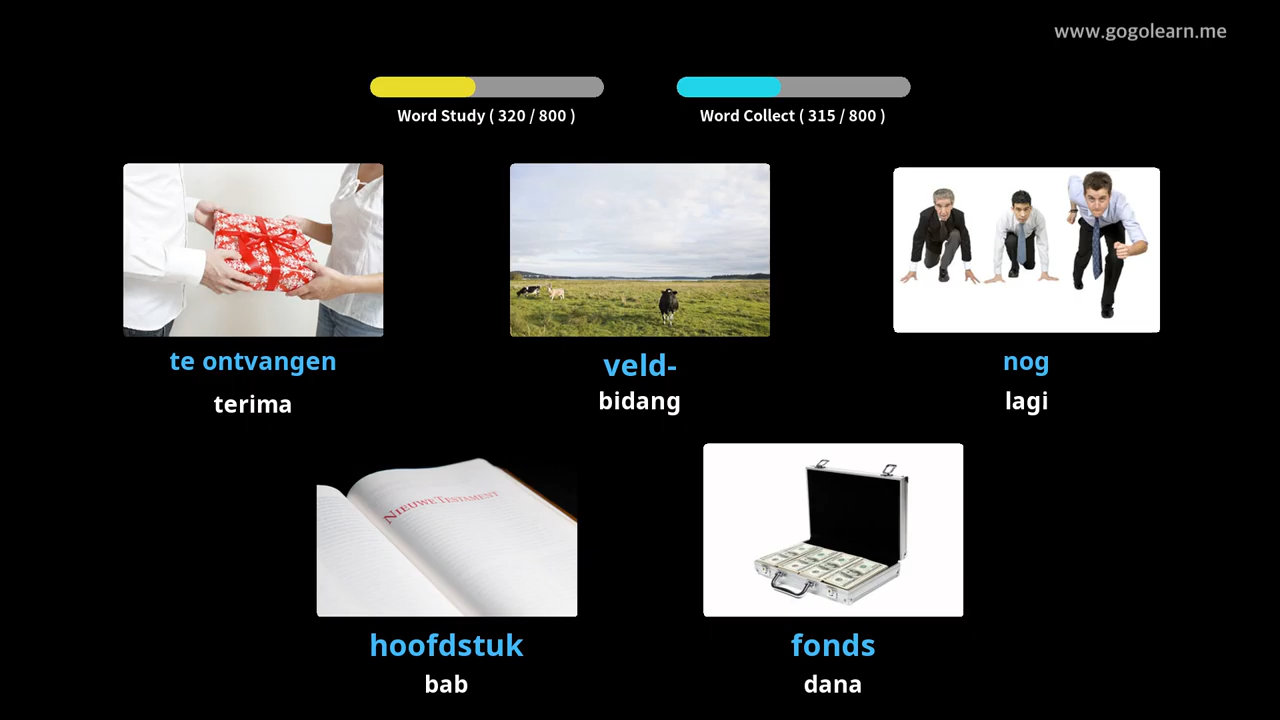 www.gogolearn.me
Word Study ( 320 / 800 )
Word Collect ( 315 / 800 )
te ontvangen
terima
veld-
bidang
nog
lagi
NIEUWE TESTAMENT
hoofdstuk
bab
fonds
dana